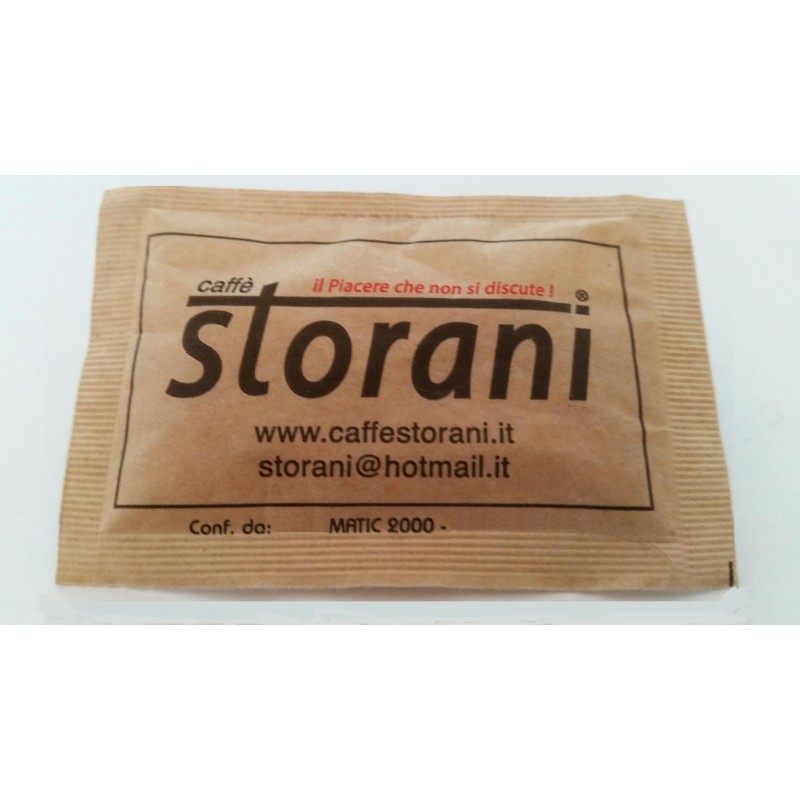 caffè
il Piacere che non si discute !
storani®
www.caffestorani.it
storani@hotmail.it
Conf. da: MATIC 2000 -